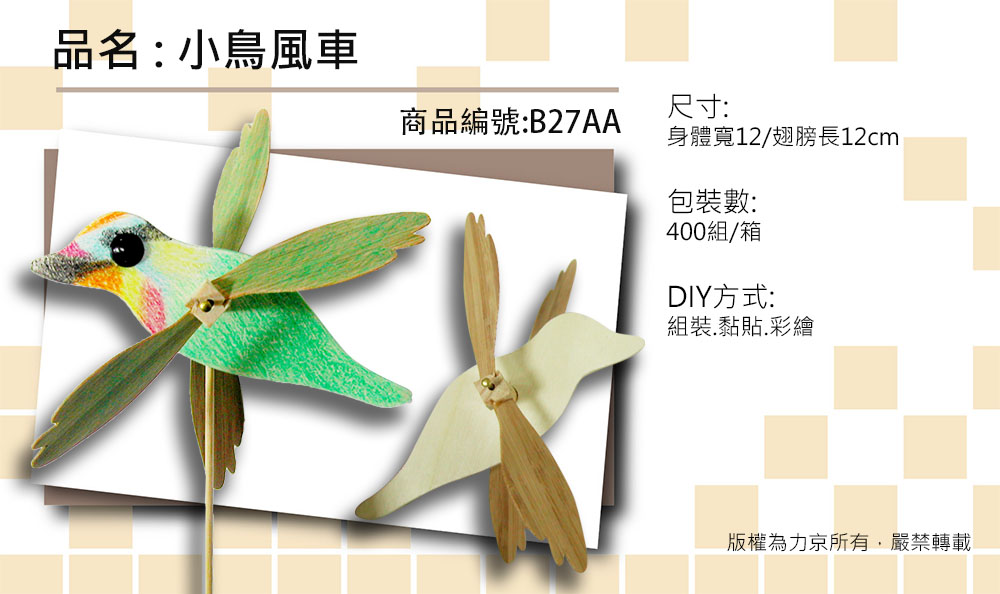 品名 : 小鳥風車
商品編號:B27AA
尺寸:
身體寬12/翅膀長12cm
包裝數:
400組/箱
DIY方式:
組裝.黏貼.彩繪
版權為力京所有，嚴禁轉載